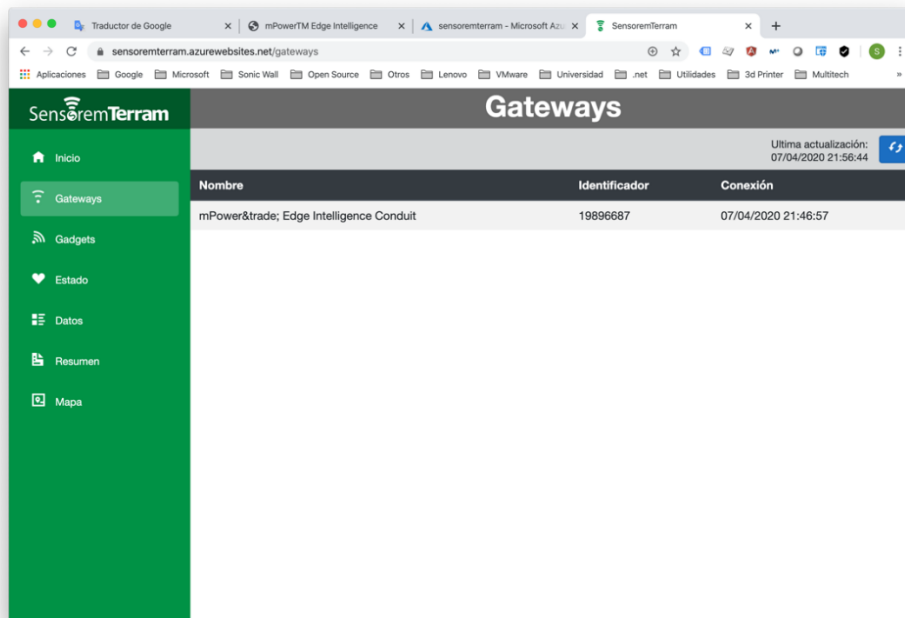 Traductor de Google
mPowerTM Edge Intelligence
sensoremterram - Microsoft Azu
SensoremTerram
sensoremterram.azurewebsites.net/gateways
S
Aplicaciones Google Microsoft Sonic Wall Open Source Otros Lenovo VMware Universidad .net Utilidades 3d Printer Multitech »
SensoremTerram
Gateways
Ultima actualización:
07/04/2020 21:56:44
Inicio
Gateways
Gadgets
Estado
Datos
Resumen
Mapa
Nombre Identificador Conexión
mPower&trade; Edge Intelligence Conduit 19896687 07/04/2020 21:46:57